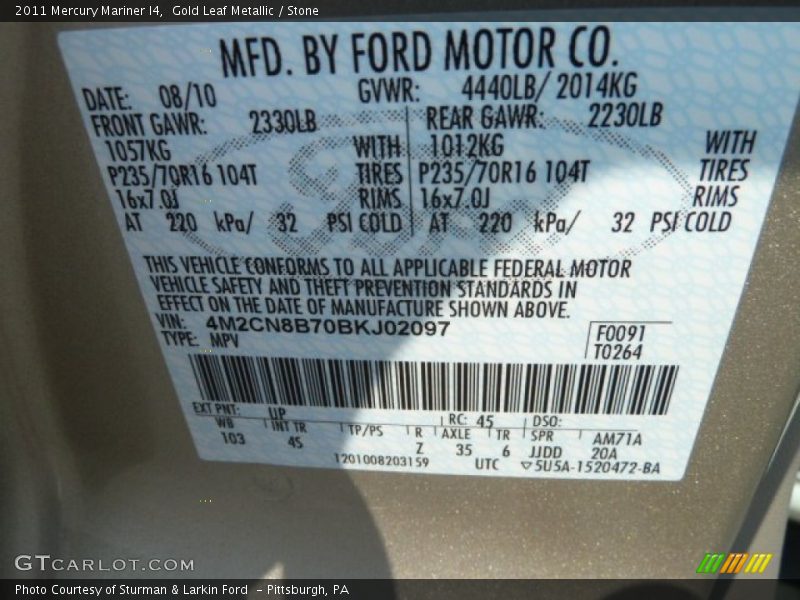 2011 Mercury Mariner I4, Gold Leaf Metallic / Stone
MFD. BY FORD MOTOR CO.
DATE: 08/10 GVWR: 4440LB/ 2014KG
FRONT GAWR: 2330LB REAR GAWR: 2230LB
1057KG WITH 1012KG WITH
P235/70R16 104T TIRES P235/70R16 104T TIRES
16x7.0J RIMS 16x7.0J RIMS
AT 220 kPa/ 32 PSI COLD AT 220 kPa/ 32 PSI COLD
THIS VEHICLE CONFORMS TO ALL APPLICABLE FEDERAL MOTOR
VEHICLE SAFETY AND THEFT PREVENTION STANDARDS IN
EFFECT ON THE DATE OF MANUFACTURE SHOWN ABOVE.
VIN: 4M2CN8B70BKJ02097
TYPE: MPV F0091
T0264
EXT PNT: UP RC: 45 DSO:
WB INT TR TP/PS R AXLE TR SPR AM71A
103 45 Z 35 6 JJDD 20A
1201008203159 UTC ▽5U5A-1520472-BA
GTCARLOT.COM
Photo Courtesy of Sturman & Larkin Ford - Pittsburgh, PA